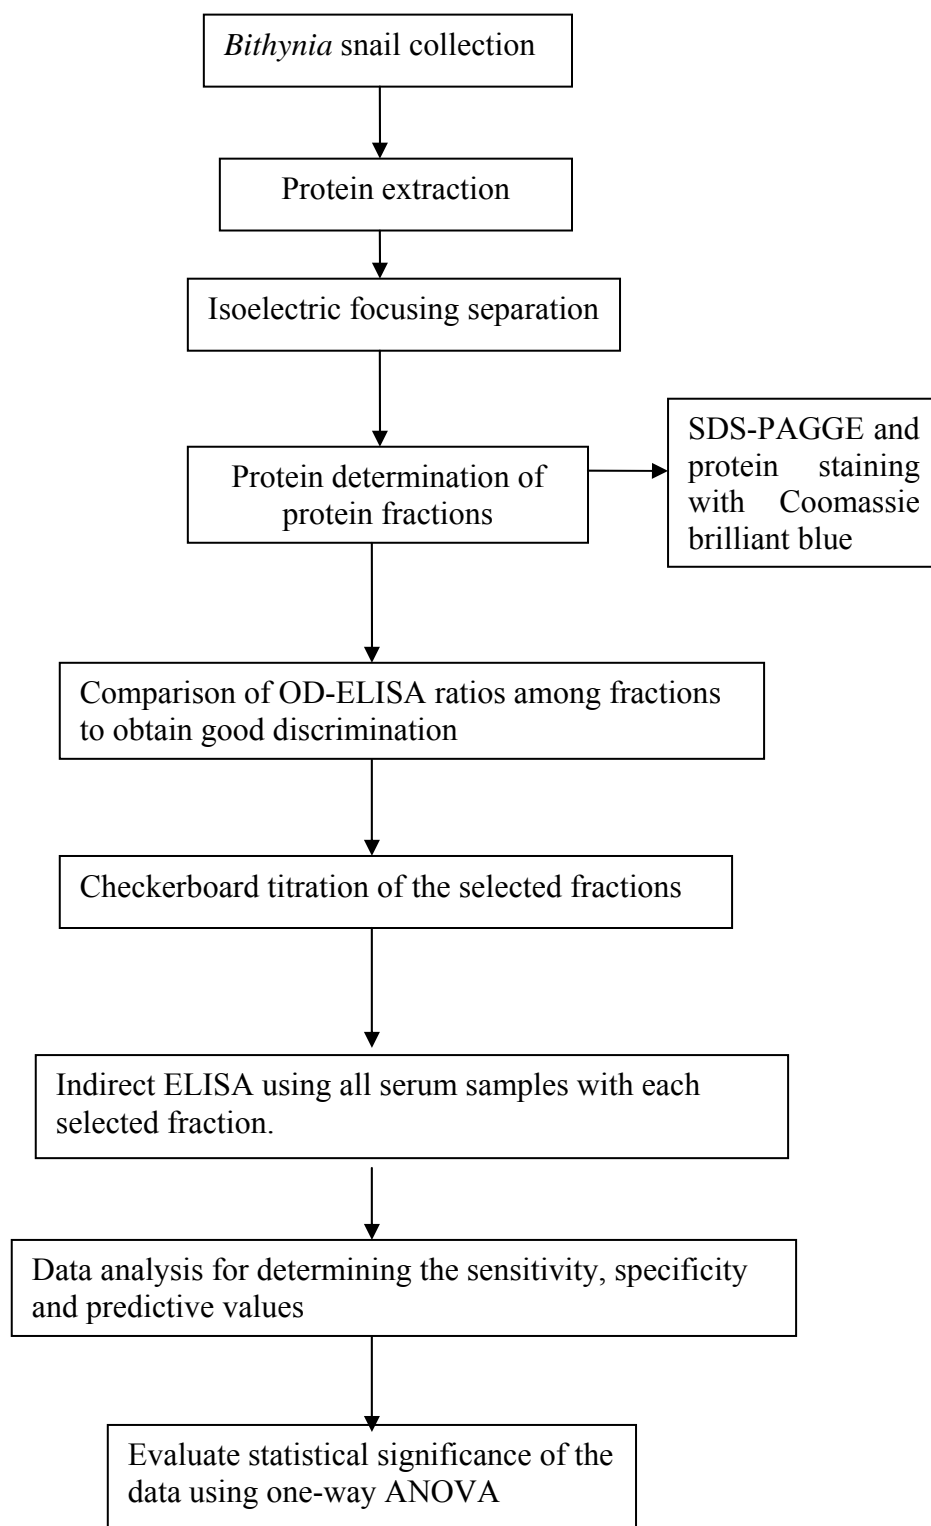 Bithynia snail collection
Protein extraction
Isoelectric focusing separation
Protein determination of
protein fractions
SDS-PAGGE and
protein staining
with Coomassie
brilliant blue
Comparison of OD-ELISA ratios among fractions
to obtain good discrimination
Checkerboard titration of the selected fractions
Indirect ELISA using all serum samples with each
selected fraction.
Data analysis for determining the sensitivity, specificity
and predictive values
Evaluate statistical significance of the
data using one-way ANOVA